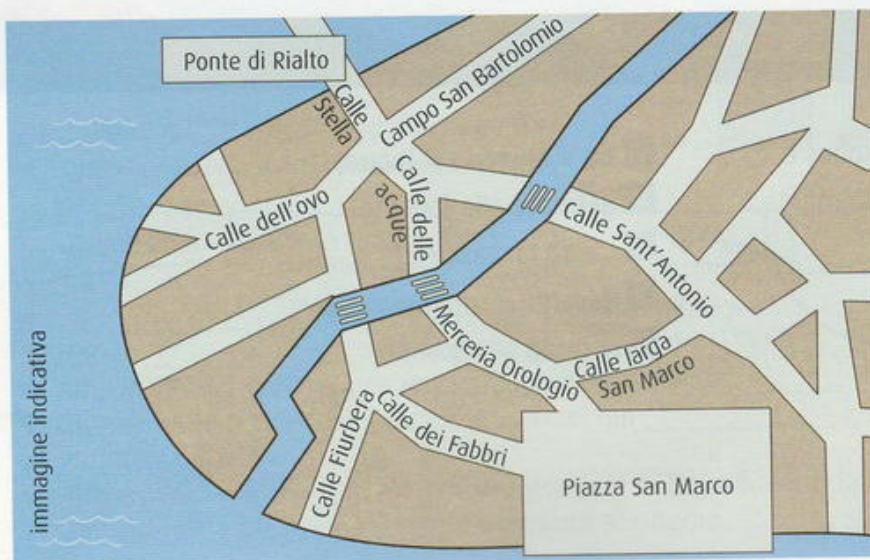 Ponte di Rialto
Calle
Stella
Campo San Bartolomio
Calle delle
acque
Calle dell'ovo
Calle Sant'Antonio
Merceria Orologio
Calle larga
San Marco
Calle Fiurbera
Calle dei Fabbri
Piazza San Marco
immagine indicativa